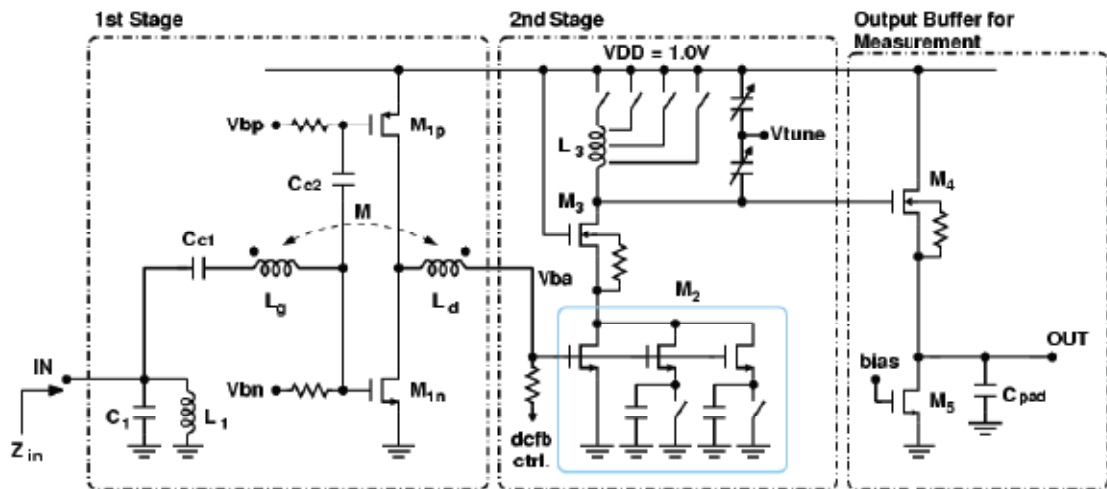 1st Stage
2nd Stage
Output Buffer for
Measurement
VDD = 1.0V
Vbp
M1p
Cc2
L3
Vtune
M3
M4
M
Cc1
Lg
Ld
Vba
M2
IN
Vbn
M1n
bias
OUT
C1
L1
Zin
dcfb
ctrl.
M5
Cpad